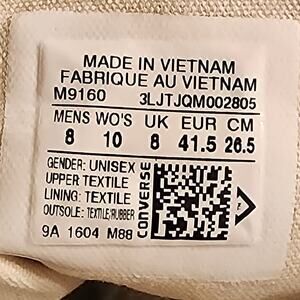 MADE IN VIETNAM
FABRIQUE AU VIETNAM
M9160 3LJTJQM002805
MENS WO'S UK EUR CM
8 10 8 41.5 26.5
GENDER: UNISEX
UPPER: TEXTILE
LINING: TEXTILE
OUTSOLE: TEXTILE/RUBBER
9A 1604 M88
CONVERSE